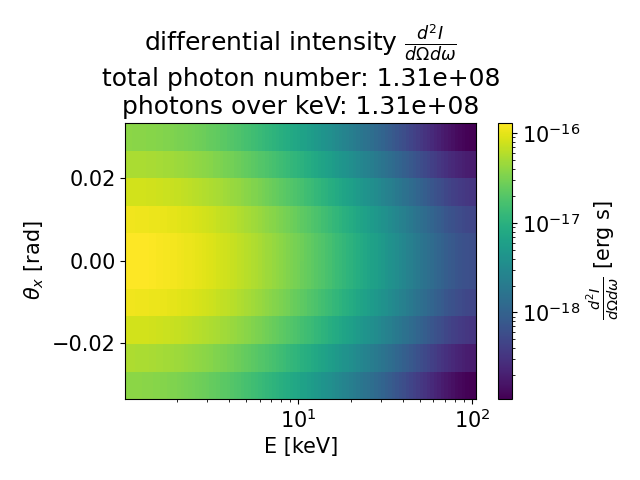 differential intensity d²I/dΩdω
total photon number: 1.31e+08
photons over keV: 1.31e+08
θₓ [rad]
0.02
0.00
−0.02
10¹
10²
E [keV]
10⁻¹⁶
10⁻¹⁷
10⁻¹⁸
d²I/dΩdω [erg s]